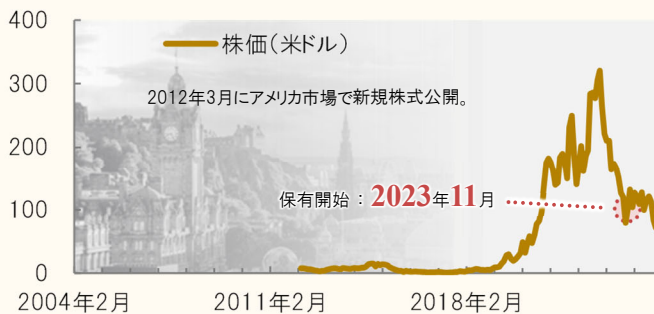 400
株価(米ドル)
300
2012年3月にアメリカ市場で新規株式公開。
200
保有開始：2023年11月
100
0
2004年2月
2011年2月
2018年2月